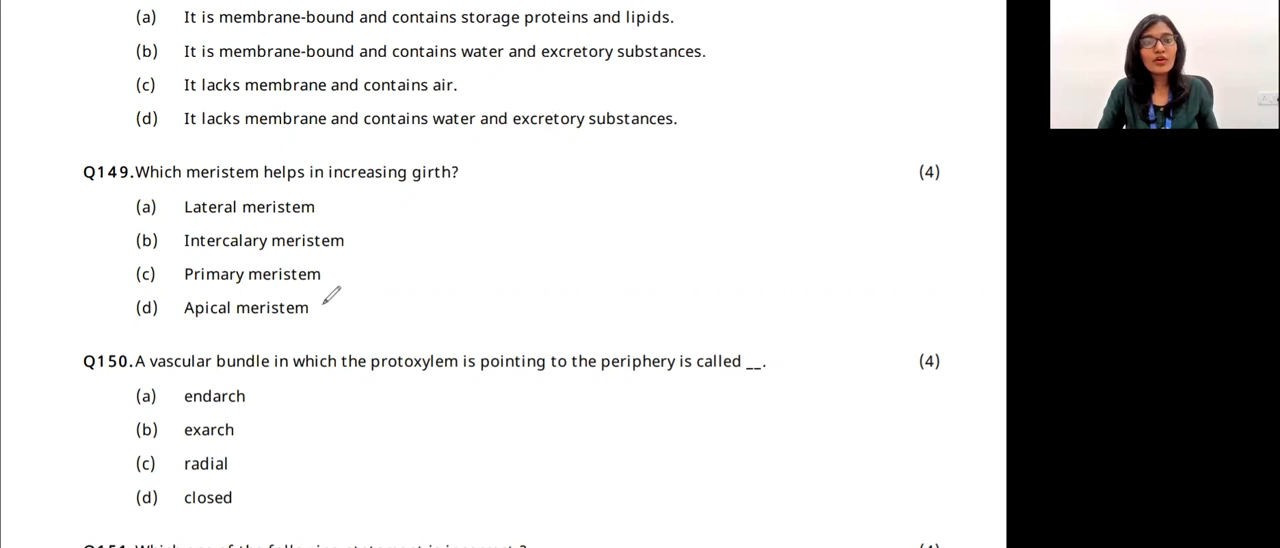 (a) It is membrane-bound and contains storage proteins and lipids.
(b) It is membrane-bound and contains water and excretory substances.
(c) It lacks membrane and contains air.
(d) It lacks membrane and contains water and excretory substances.
Q149. Which meristem helps in increasing girth? (4)
(a) Lateral meristem
(b) Intercalary meristem
(c) Primary meristem
(d) Apical meristem
Q150. A vascular bundle in which the protoxylem is pointing to the periphery is called __. (4)
(a) endarch
(b) exarch
(c) radial
(d) closed